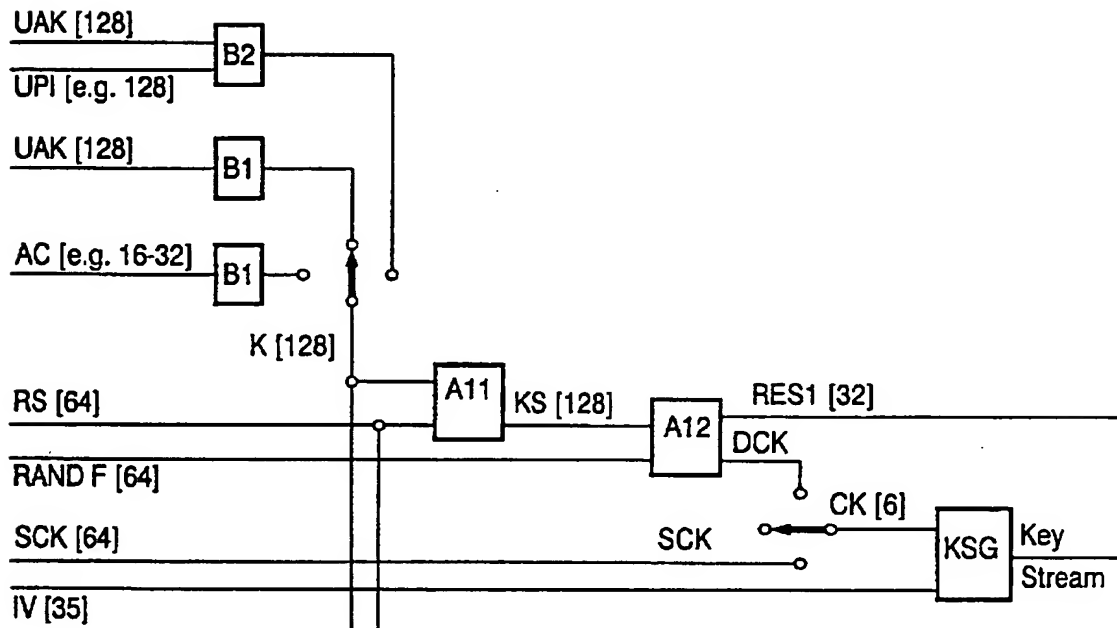 UAK [128]
B2
UPI [e.g. 128]
UAK [128]
B1
AC [e.g. 16-32]
B1
K [128]
A11
RS [64]
KS [128]
RES1 [32]
A12
DCK
RAND F [64]
CK [6]
SCK [64]
SCK
KSG
Key
Stream
IV [35]